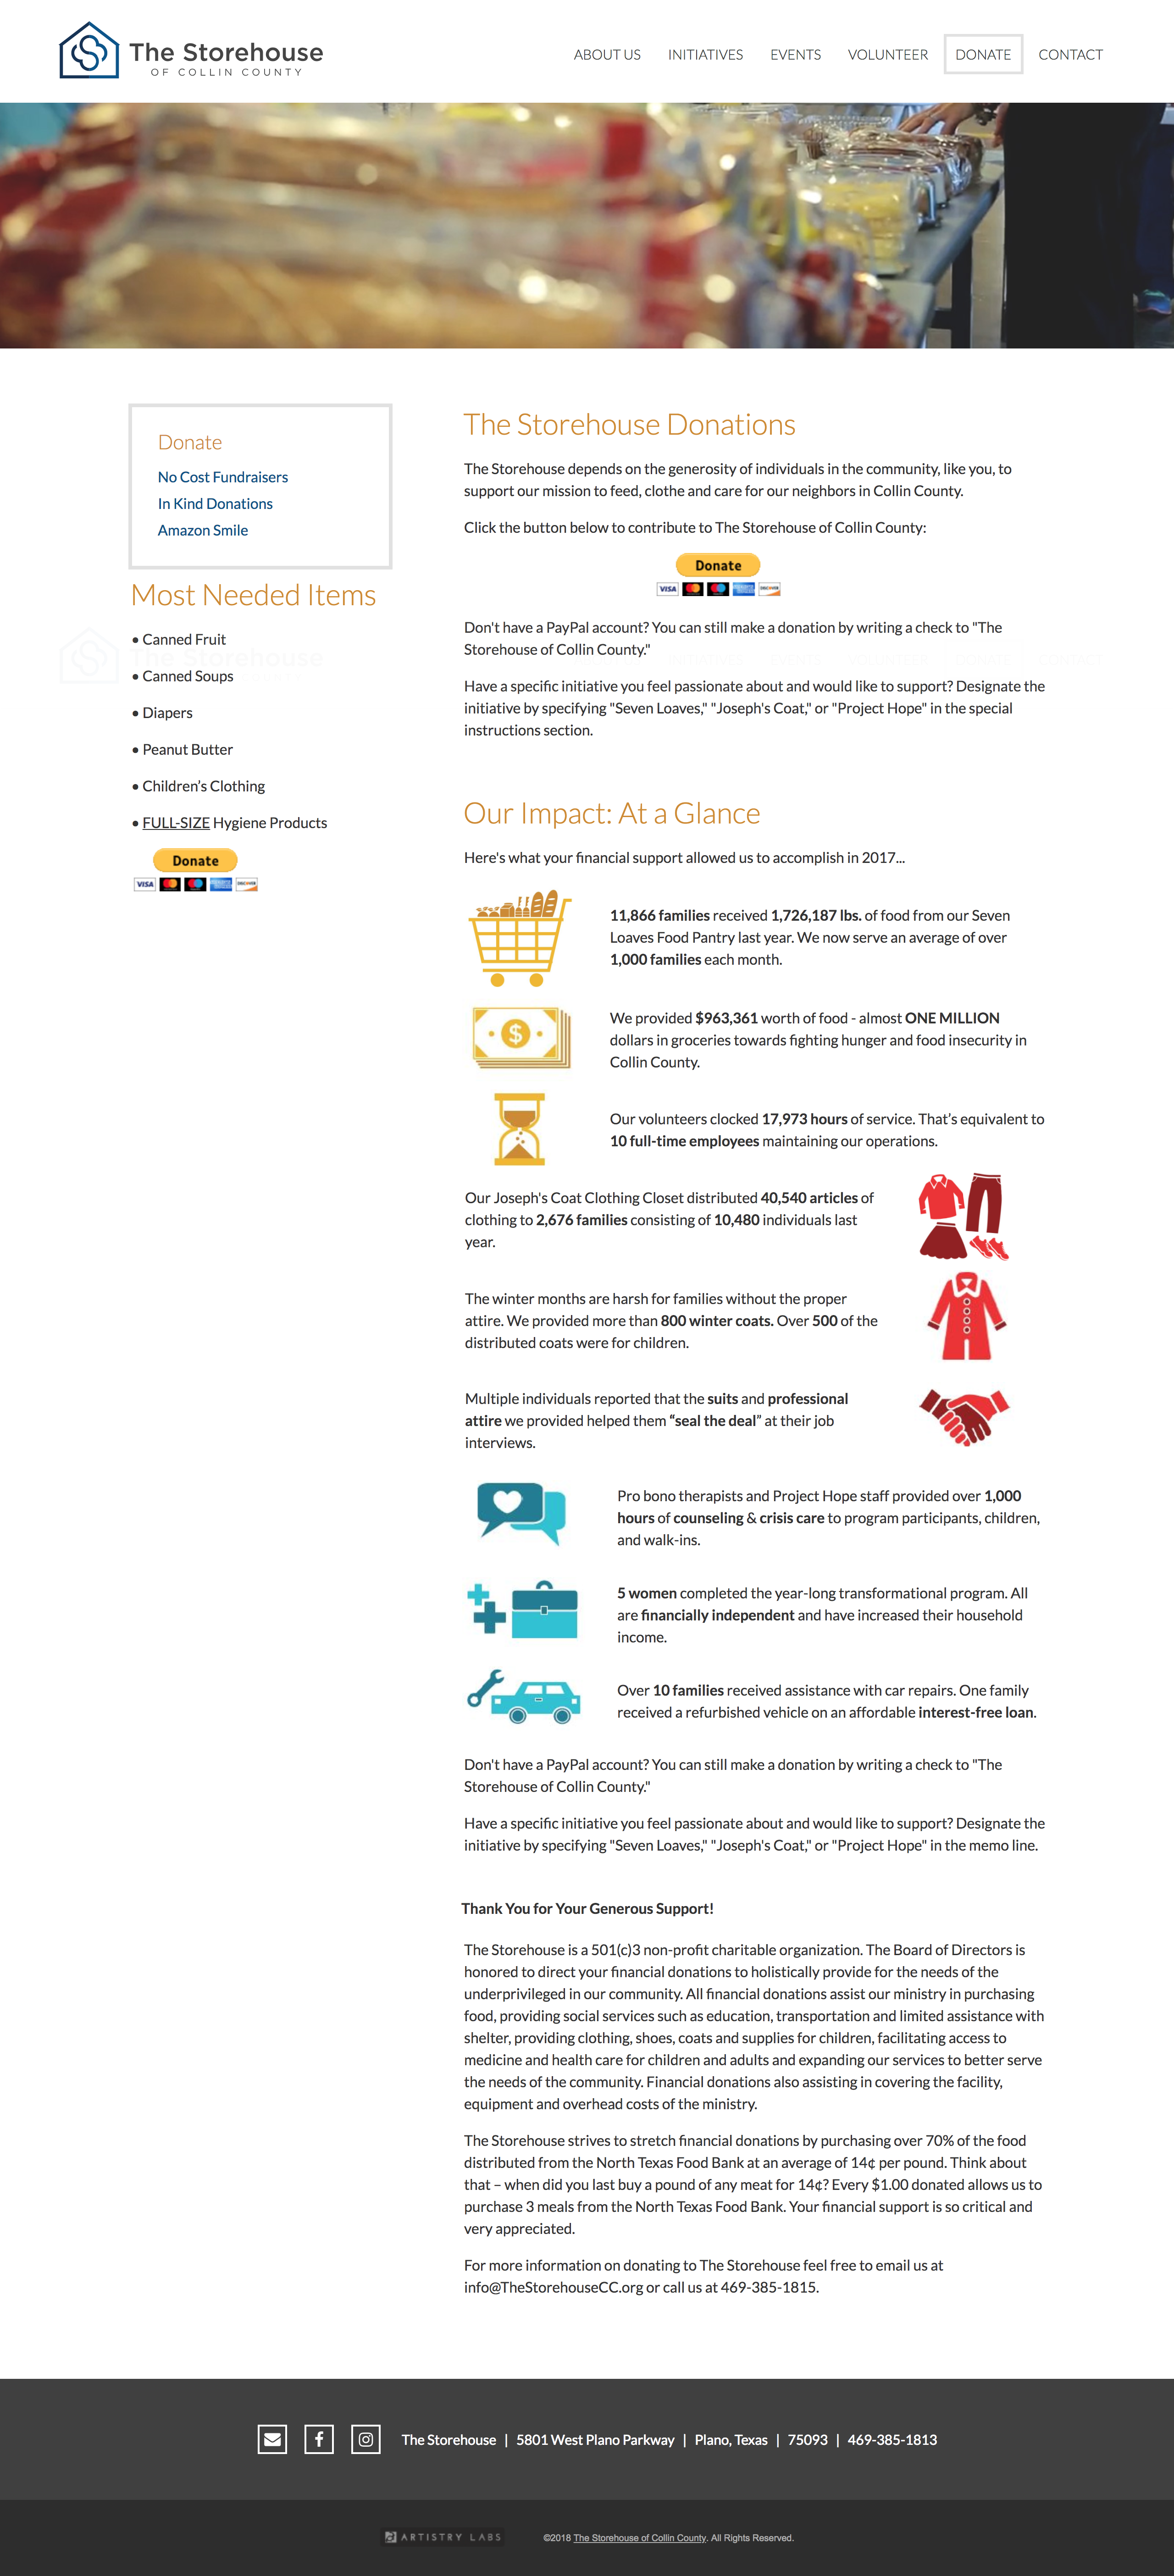 The Storehouse
OF COLLIN COUNTY
ABOUT US INITIATIVES EVENTS VOLUNTEER DONATE CONTACT
Donate
No Cost Fundraisers
In Kind Donations
Amazon Smile
Most Needed Items
• Canned Fruit
• Canned Soups
• Diapers
• Peanut Butter
• Children’s Clothing
• FULL-SIZE Hygiene Products
Donate
VISA DISCOVER
The Storehouse Donations
The Storehouse depends on the generosity of individuals in the community, like you, to
support our mission to feed, clothe and care for our neighbors in Collin County.
Click the button below to contribute to The Storehouse of Collin County:
Donate
VISA DISCOVER
Don't have a PayPal account? You can still make a donation by writing a check to "The
Storehouse of Collin County."
Have a specific initiative you feel passionate about and would like to support? Designate the
initiative by specifying "Seven Loaves," "Joseph's Coat," or "Project Hope" in the special
instructions section.
Our Impact: At a Glance
Here's what your financial support allowed us to accomplish in 2017...
11,866 families received 1,726,187 lbs. of food from our Seven
Loaves Food Pantry last year. We now serve an average of over
1,000 families each month.
We provided $963,361 worth of food - almost ONE MILLION
dollars in groceries towards fighting hunger and food insecurity in
Collin County.
Our volunteers clocked 17,973 hours of service. That’s equivalent to
10 full-time employees maintaining our operations.
Our Joseph's Coat Clothing Closet distributed 40,540 articles of
clothing to 2,676 families consisting of 10,480 individuals last
year.
The winter months are harsh for families without the proper
attire. We provided more than 800 winter coats. Over 500 of the
distributed coats were for children.
Multiple individuals reported that the suits and professional
attire we provided helped them “seal the deal” at their job
interviews.
Pro bono therapists and Project Hope staff provided over 1,000
hours of counseling & crisis care to program participants, children,
and walk-ins.
5 women completed the year-long transformational program. All
are financially independent and have increased their household
income.
Over 10 families received assistance with car repairs. One family
received a refurbished vehicle on an affordable interest-free loan.
Don't have a PayPal account? You can still make a donation by writing a check to "The
Storehouse of Collin County."
Have a specific initiative you feel passionate about and would like to support? Designate the
initiative by specifying "Seven Loaves," "Joseph's Coat," or "Project Hope" in the memo line.
Thank You for Your Generous Support!
The Storehouse is a 501(c)3 non-profit charitable organization. The Board of Directors is
honored to direct your financial donations to holistically provide for the needs of the
underprivileged in our community. All financial donations assist our ministry in purchasing
food, providing social services such as education, transportation and limited assistance with
shelter, providing clothing, shoes, coats and supplies for children, facilitating access to
medicine and health care for children and adults and expanding our services to better serve
the needs of the community. Financial donations also assisting in covering the facility,
equipment and overhead costs of the ministry.
The Storehouse strives to stretch financial donations by purchasing over 70% of the food
distributed from the North Texas Food Bank at an average of 14¢ per pound. Think about
that – when did you last buy a pound of any meat for 14¢? Every $1.00 donated allows us to
purchase 3 meals from the North Texas Food Bank. Your financial support is so critical and
very appreciated.
For more information on donating to The Storehouse feel free to email us at
info@TheStorehouseCC.org or call us at 469-385-1815.
The Storehouse | 5801 West Plano Parkway | Plano, Texas | 75093 | 469-385-1813
ARTISTRY LABS
©2018 The Storehouse of Collin County. All Rights Reserved.